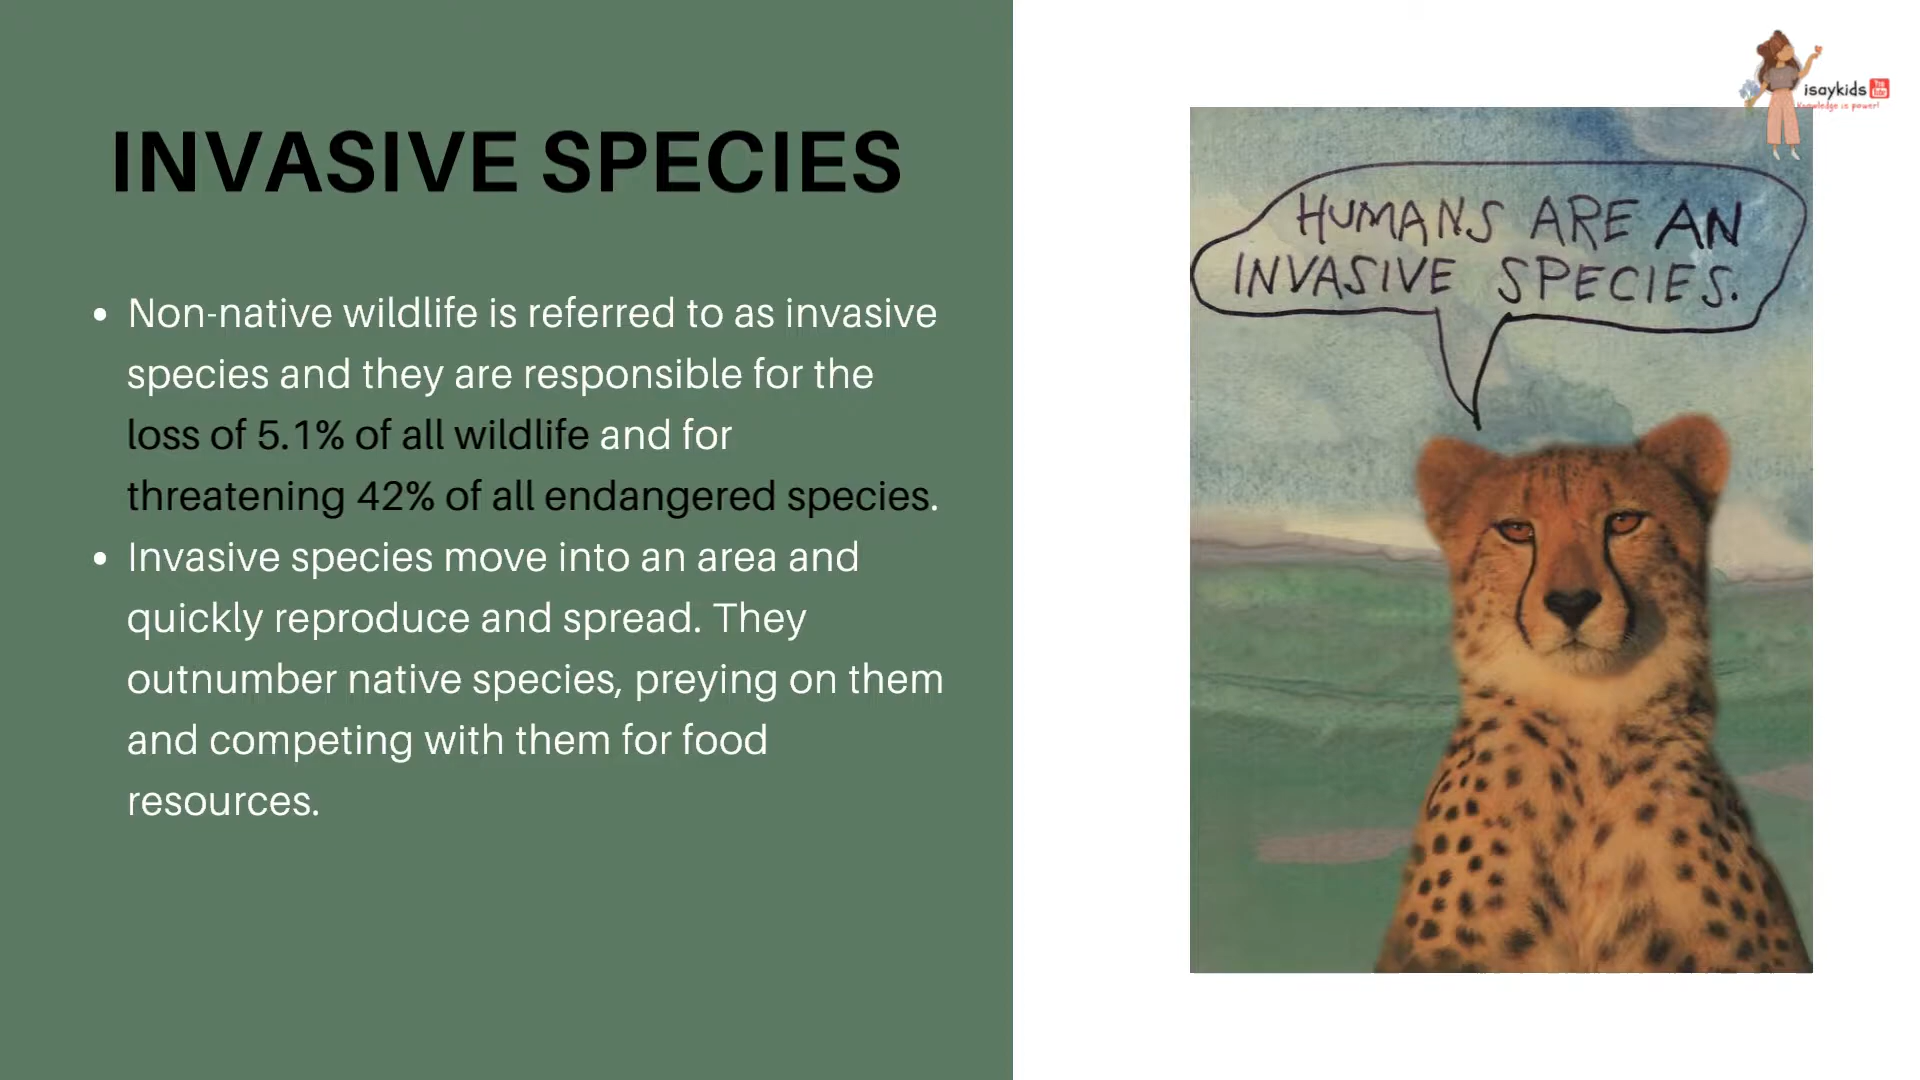 INVASIVE SPECIES
• Non-native wildlife is referred to as invasive
species and they are responsible for the
loss of 5.1% of all wildlife and for
threatening 42% of all endangered species.
• Invasive species move into an area and
quickly reproduce and spread. They
outnumber native species, preying on them
and competing with them for food
resources.
isaykids You Tube
Knowledge is power!
HUMANS ARE AN
INVASIVE SPECIES.